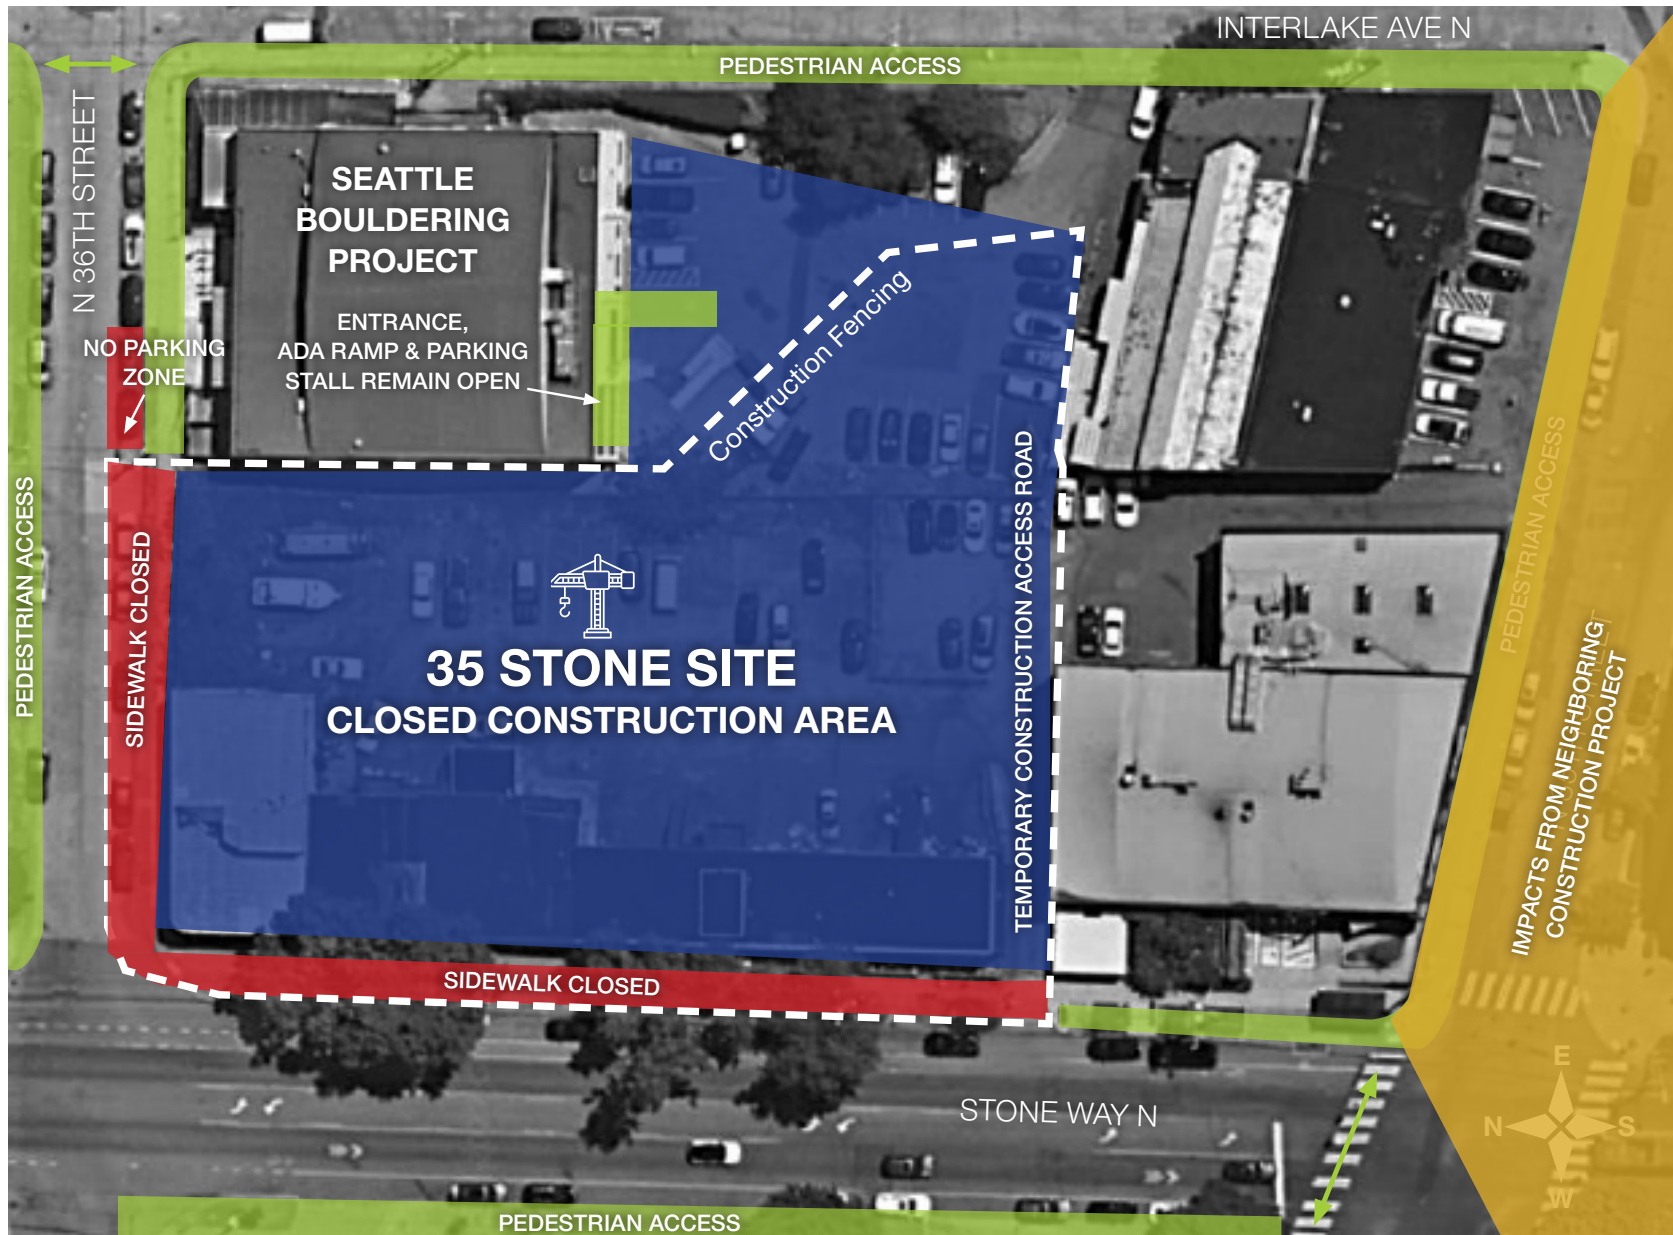 INTERLAKE AVE N
PEDESTRIAN ACCESS
N 36TH STREET
SEATTLE
BOULDERING
PROJECT
ENTRANCE,
ADA RAMP & PARKING
STALL REMAIN OPEN
NO PARKING
ZONE
Construction Fencing
PEDESTRIAN ACCESS
SIDEWALK CLOSED
35 STONE SITE
CLOSED CONSTRUCTION AREA
TEMPORARY CONSTRUCTION ACCESS ROAD
PEDESTRIAN ACCESS
IMPACTS FROM NEIGHBORING
CONSTRUCTION PROJECT
SIDEWALK CLOSED
STONE WAY N
E
N
S
W
PEDESTRIAN ACCESS